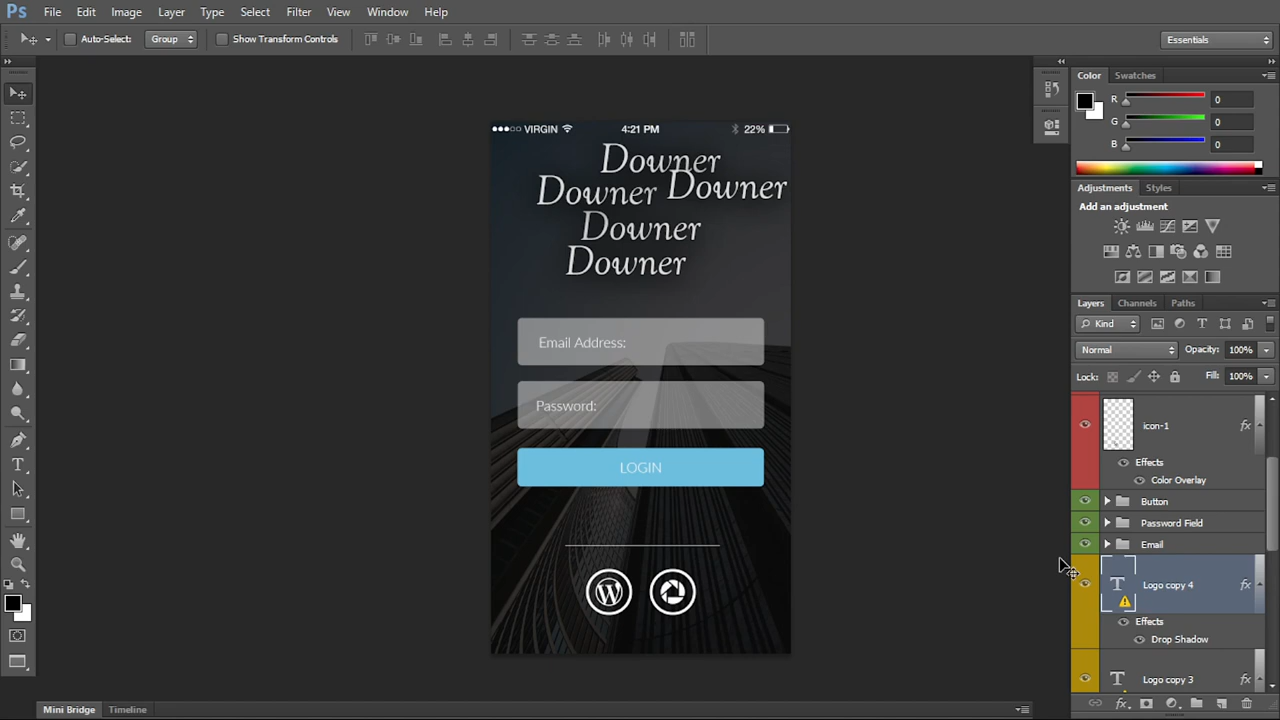 Ps File Edit Image Layer Type Select Filter View Window Help
Auto-Select: Group Show Transform Controls Essentials
Color Swatches
R 0
G 0
B 0
Adjustments Styles
Add an adjustment
Layers Channels Paths
Kind
Normal Opacity: 100%
Lock: Fill: 100%
icon-1 fx
Effects
Color Overlay
Button
Password Field
Email
T Logo copy 4 fx
Effects
Drop Shadow
T Logo copy 3 fx
VIRGIN 4:21 PM 22%
Downer
Downer Downer
Downer
Downer
Email Address:
Password:
LOGIN
Mini Bridge Timeline